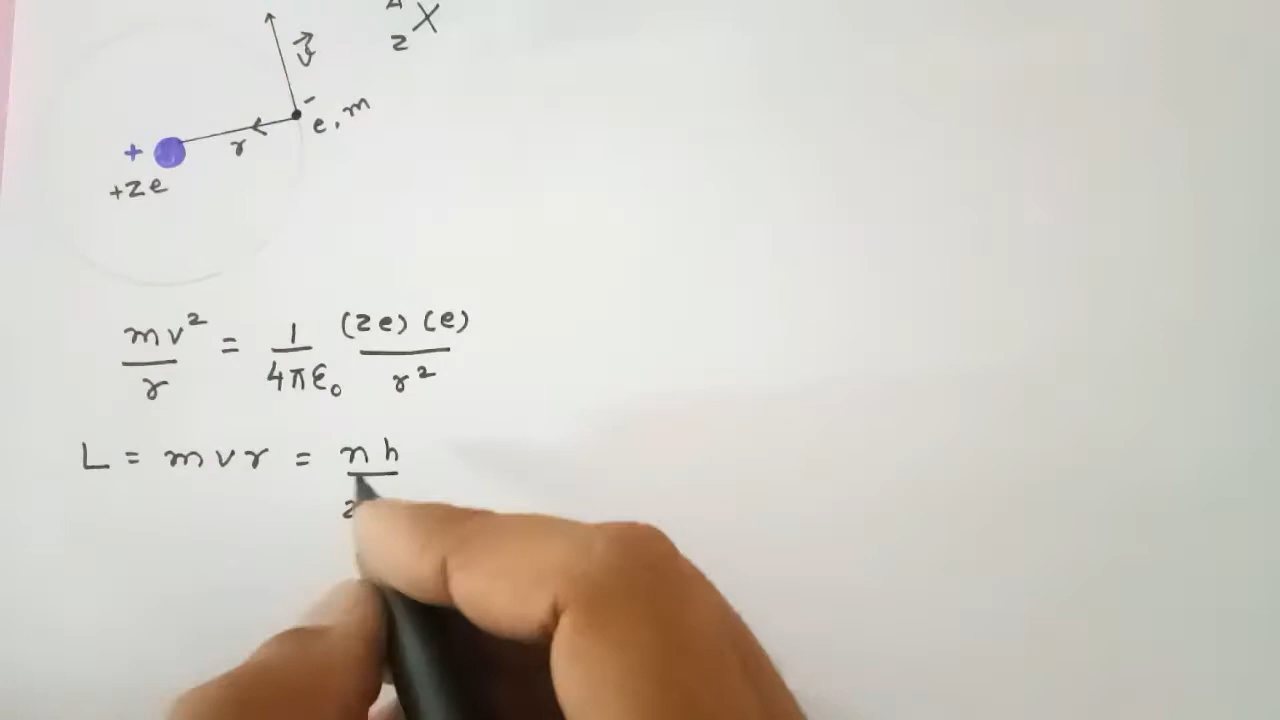 A
Z X
v⃗
-
e, m
r
+
+Ze
mv²/r = 1/4πε₀ (Ze)(e)/r²
L = mvr = nh/2